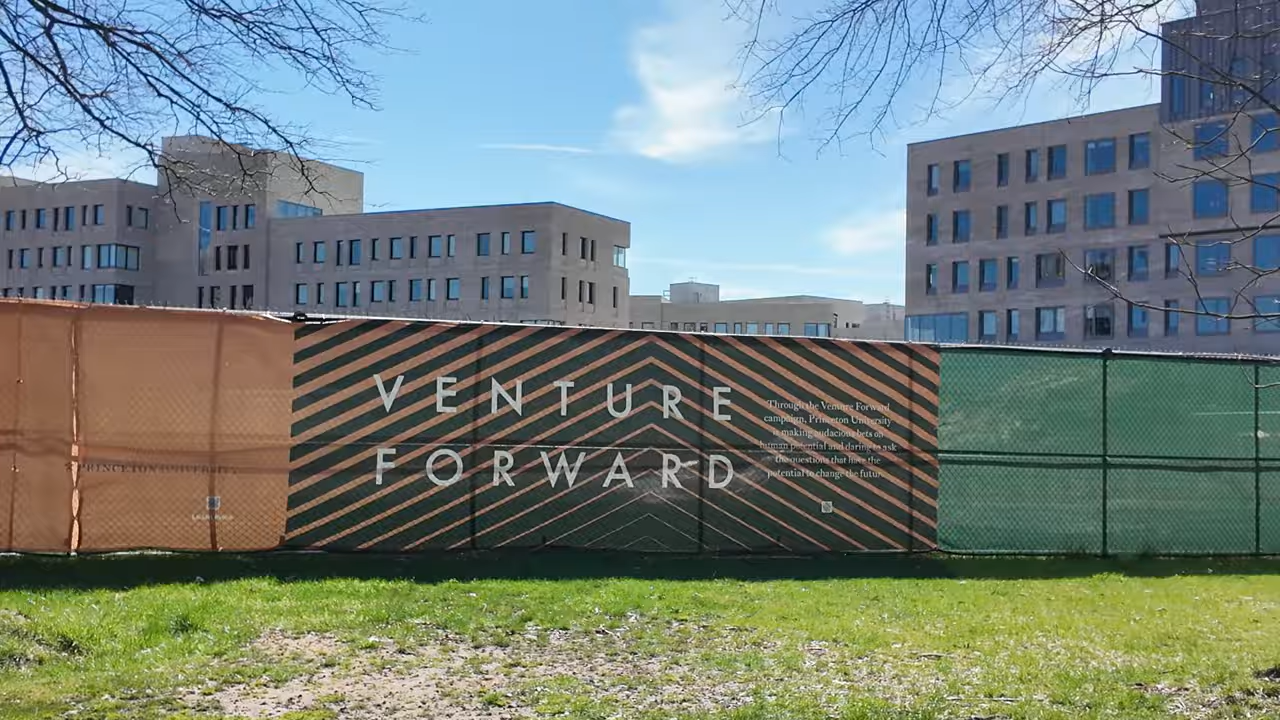 VENTURE
FORWARD
Through the Venture Forward
campaign, Princeton University
is making audacious bets on
human potential and daring to ask
the questions that have the
potential to change the future.
PRINCETON UNIVERSITY